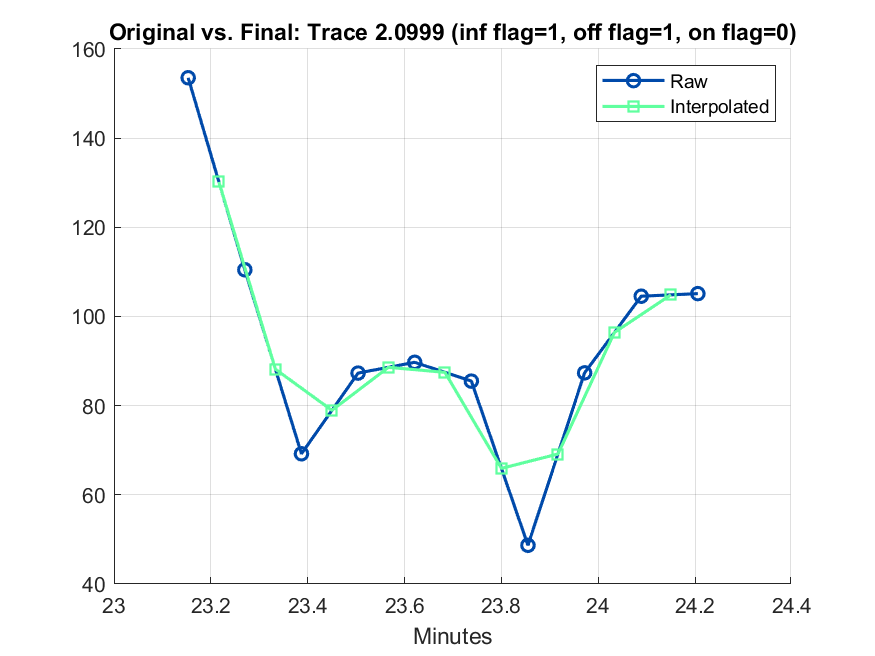 Original vs. Final: Trace 2.0999 (inf flag=1, off flag=1, on flag=0)
160
140
120
100
80
60
40
Raw
Interpolated
23 23.2 23.4 23.6 23.8 24 24.2 24.4
Minutes